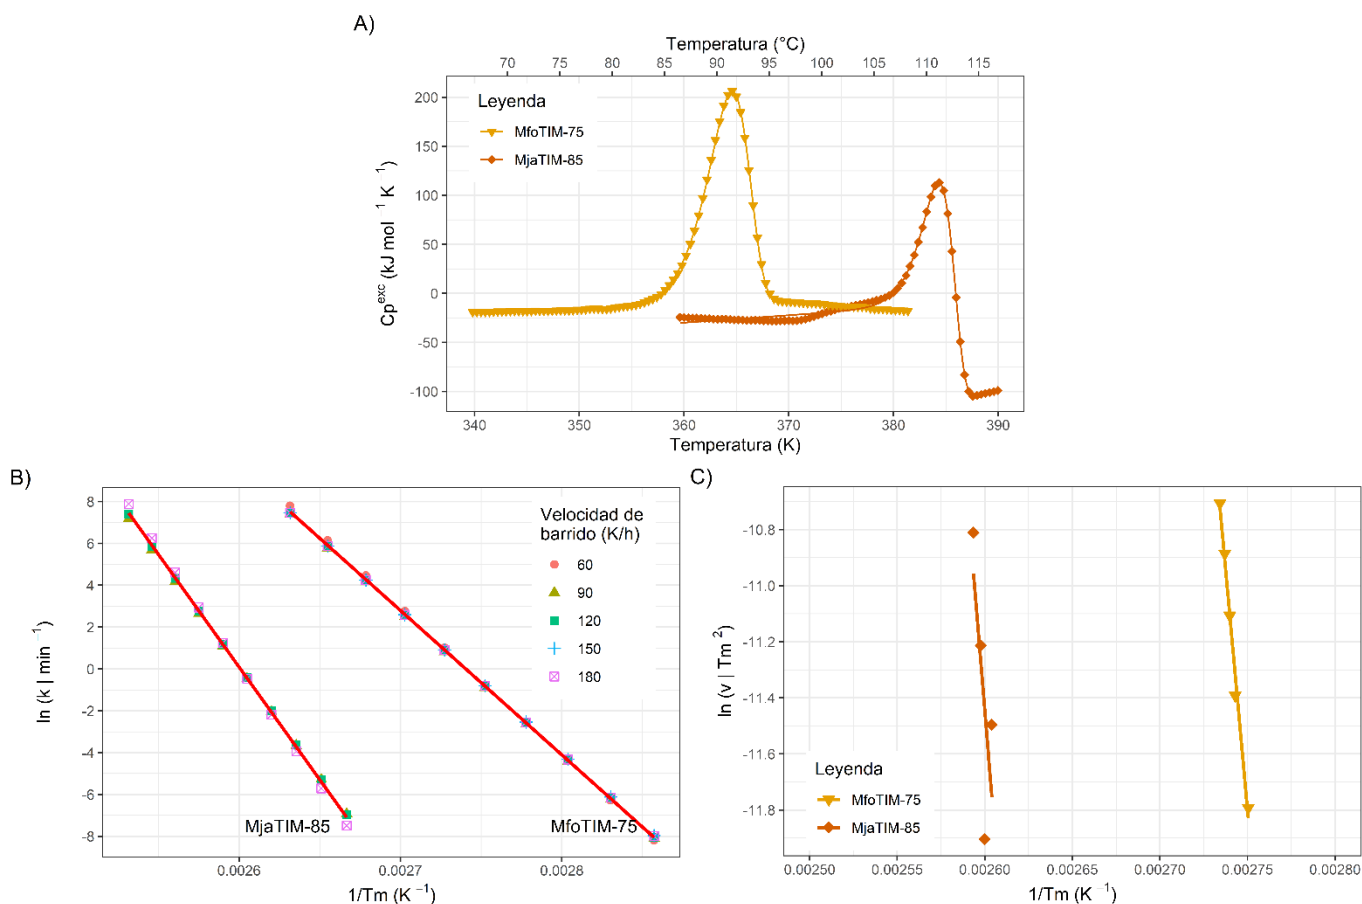 A)
Temperatura (°C)
70 75 80 85 90 95 100 105 110 115
Cp^exc (kJ mol⁻¹ K⁻¹)
200
150
100
50
0
-50
-100
Leyenda
MfoTIM-75
MjaTIM-85
340 350 360 370 380 390
Temperatura (K)
B)
ln (k | min⁻¹)
8
6
4
2
0
-2
-4
-6
-8
Velocidad de
barrido (K/h)
60
90
120
150
180
MjaTIM-85
MfoTIM-75
0.0026 0.0027 0.0028
1/Tm (K⁻¹)
C)
ln (v | Tm²)
-10.8
-11.0
-11.2
-11.4
-11.6
-11.8
Leyenda
MfoTIM-75
MjaTIM-85
0.00250 0.00255 0.00260 0.00265 0.00270 0.00275 0.00280
1/Tm (K⁻¹)